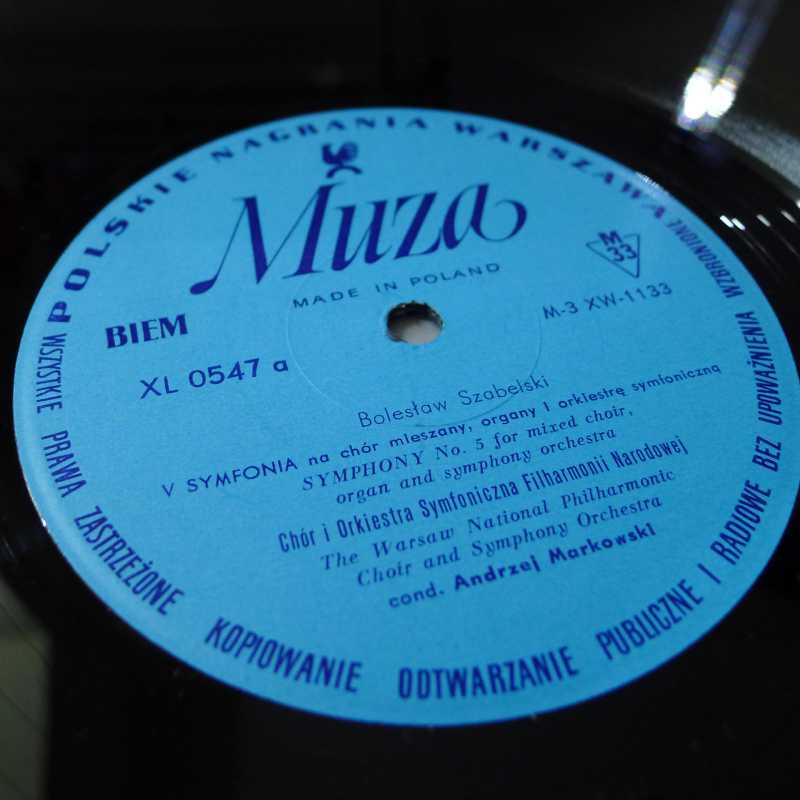 POLSKIE NAGRANIA WARSZAWA
Muza
MADE IN POLAND
M
33
BIEM
M-3 XW-1133
XL 0547 a
Bolesław Szabelski
V SYMFONIA na chór mieszany, organy i orkiestrę symfoniczną
SYMPHONY No. 5 for mixed choir,
organ and symphony orchestra
Chór i Orkiestra Symfoniczna Filharmonii Narodowej
The Warsaw National Philharmonic
Choir and Symphony Orchestra
cond. Andrzej Markowski
WSZYSTKIE PRAWA ZASTRZEŻONE KOPIOWANIE ODTWARZANIE PUBLICZNE I RADIOWE BEZ UPOWAŻNIENIA WZBRONIONE